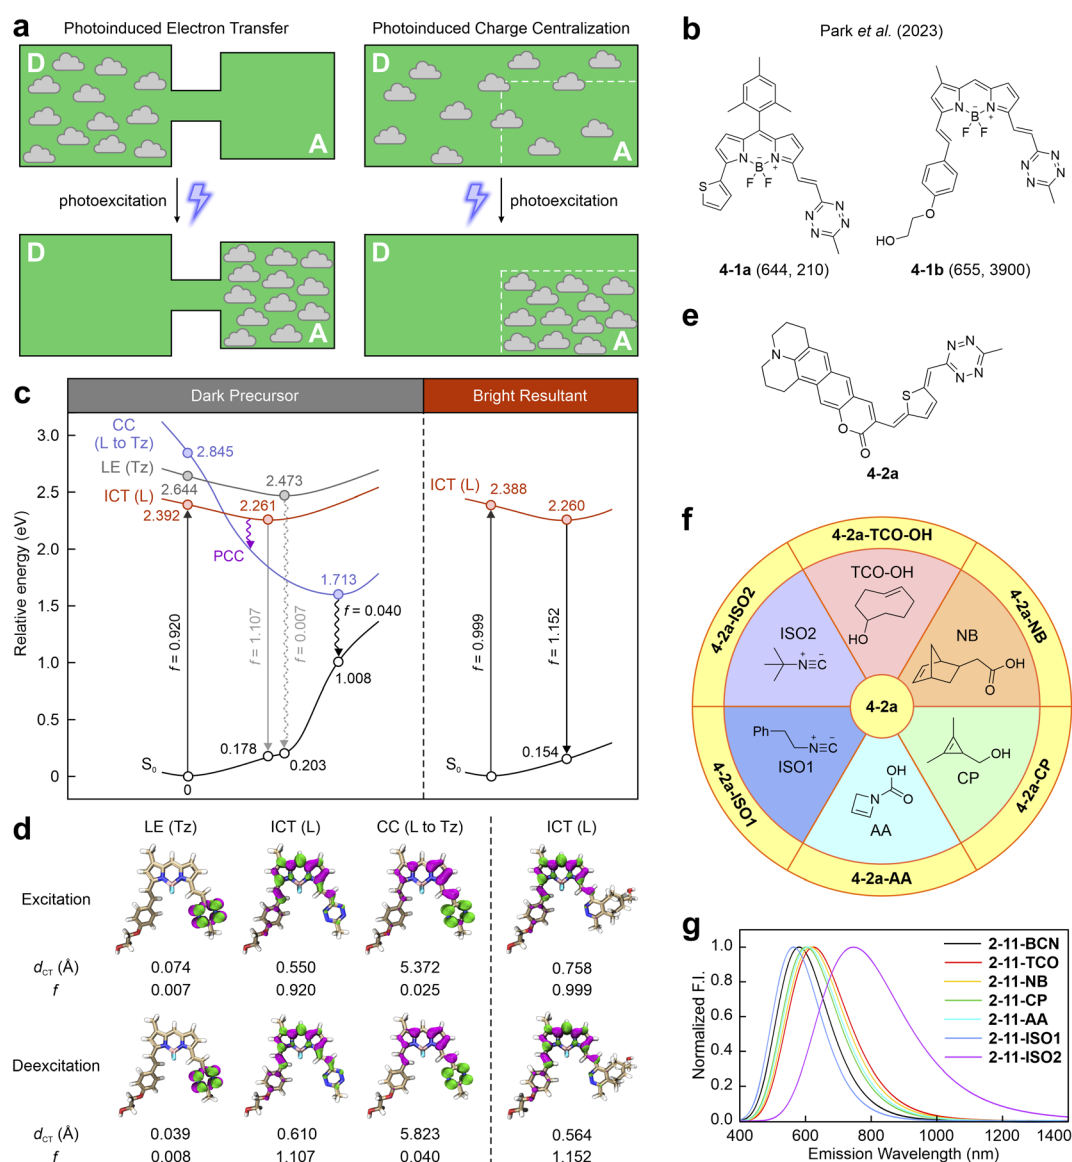 a
Photoinduced Electron Transfer
Photoinduced Charge Centralization
D
A
D
A
photoexcitation
photoexcitation
D
A
D
A
b
Park et al. (2023)
N
B
N
−
+
F
F
S
N
N
N
N
4-1a (644, 210)
N
B
N
−
+
F
F
N
N
N
N
O
HO
4-1b (655, 3900)
e
N
O
O
S
N
N
N
N
4-2a
c
Dark Precursor
Bright Resultant
Relative energy (eV)
3.0
2.5
2.0
1.5
1.0
0.5
0
CC
(L to Tz)
2.845
LE (Tz)
2.644
2.473
ICT (L)
2.392
2.261
PCC
1.713
f = 0.920
f = 1.107
f = 0.007
f = 0.040
1.008
0.178
0.203
S₀
0
ICT (L)
2.388
2.260
f = 0.999
f = 1.152
S₀
0.154
d
LE (Tz)
ICT (L)
CC (L to Tz)
ICT (L)
Excitation
dCT (Å)
0.074
0.550
5.372
0.758
f
0.007
0.920
0.025
0.999
Deexcitation
dCT (Å)
0.039
0.610
5.823
0.564
f
0.008
1.107
0.040
1.152
f
4-2a-TCO-OH
4-2a-NB
4-2a-CP
4-2a-AA
4-2a-ISO1
4-2a-ISO2
4-2a
TCO-OH
HO
NB
OH
O
CP
OH
AA
OH
N
O
ISO1
Ph
+
−
N≡C
ISO2
+
−
N≡C
g
Normalized F.I.
1.0
0.8
0.6
0.4
0.2
0.0
400
600
800
1000
1200
1400
Emission Wavelength (nm)
2-11-BCN
2-11-TCO
2-11-NB
2-11-CP
2-11-AA
2-11-ISO1
2-11-ISO2